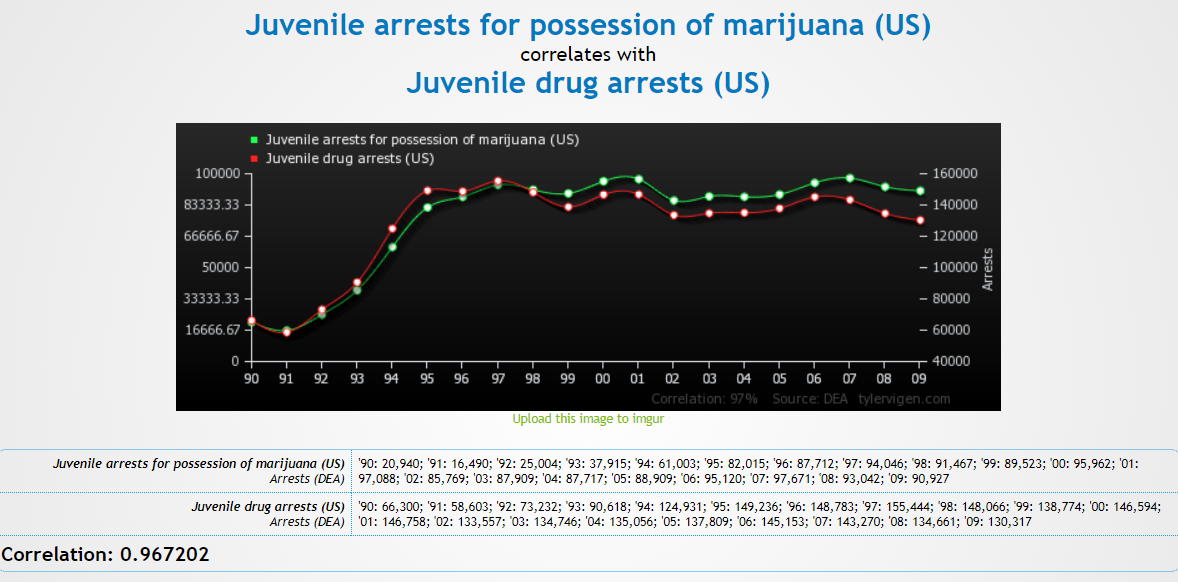 Juvenile arrests for possession of marijuana (US)
correlates with
Juvenile drug arrests (US)
Juvenile arrests for possession of marijuana (US)
Juvenile drug arrests (US)
100000
83333.33
66666.67
50000
33333.33
16666.67
0
160000
140000
120000
100000
80000
60000
40000
Arrests
90 91 92 93 94 95 96 97 98 99 00 01 02 03 04 05 06 07 08 09
Correlation: 97% Source: DEA tylervigen.com
Upload this image to imgur
Juvenile arrests for possession of marijuana (US)
Arrests (DEA)
'90: 20,940; '91: 16,490; '92: 25,004; '93: 37,915; '94: 61,003; '95: 82,015; '96: 87,712; '97: 94,046; '98: 91,467; '99: 89,523; '00: 95,962; '01:
97,088; '02: 85,769; '03: 87,909; '04: 87,717; '05: 88,909; '06: 95,120; '07: 97,671; '08: 93,042; '09: 90,927
Juvenile drug arrests (US)
Arrests (DEA)
'90: 66,300; '91: 58,603; '92: 73,232; '93: 90,618; '94: 124,931; '95: 149,236; '96: 148,783; '97: 155,444; '98: 148,066; '99: 138,774; '00: 146,594;
'01: 146,758; '02: 133,557; '03: 134,746; '04: 135,056; '05: 137,809; '06: 145,153; '07: 143,270; '08: 134,661; '09: 130,317
Correlation: 0.967202